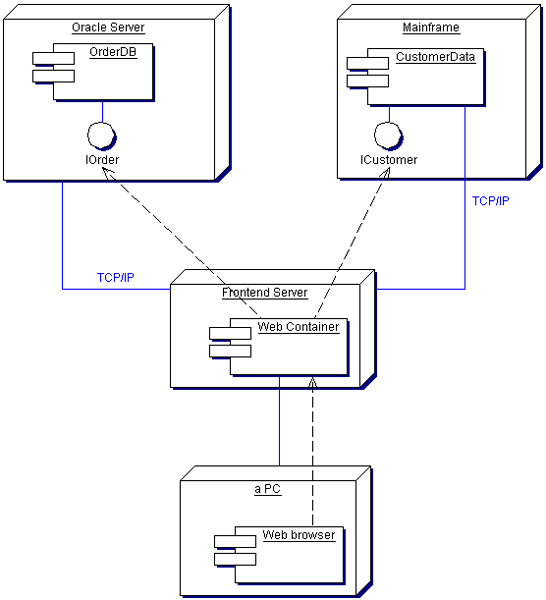 Oracle Server
OrderDB
IOrder
Mainframe
CustomerData
ICustomer
TCP/IP
TCP/IP
Frontend Server
Web Container
a PC
Web browser